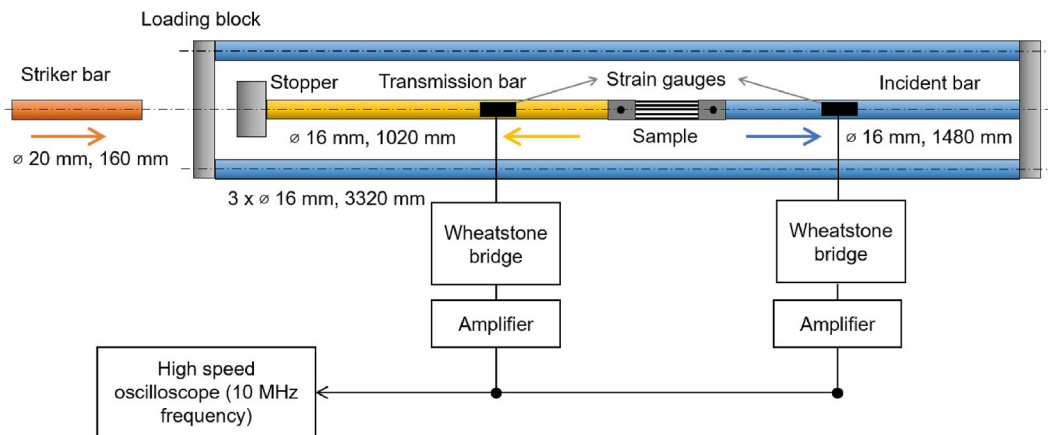 Loading block
Striker bar
Stopper
Transmission bar
Strain gauges
Incident bar
⌀ 20 mm, 160 mm
⌀ 16 mm, 1020 mm
Sample
⌀ 16 mm, 1480 mm
3 x ⌀ 16 mm, 3320 mm
Wheatstone
bridge
Wheatstone
bridge
Amplifier
Amplifier
High speed
oscilloscope (10 MHz
frequency)